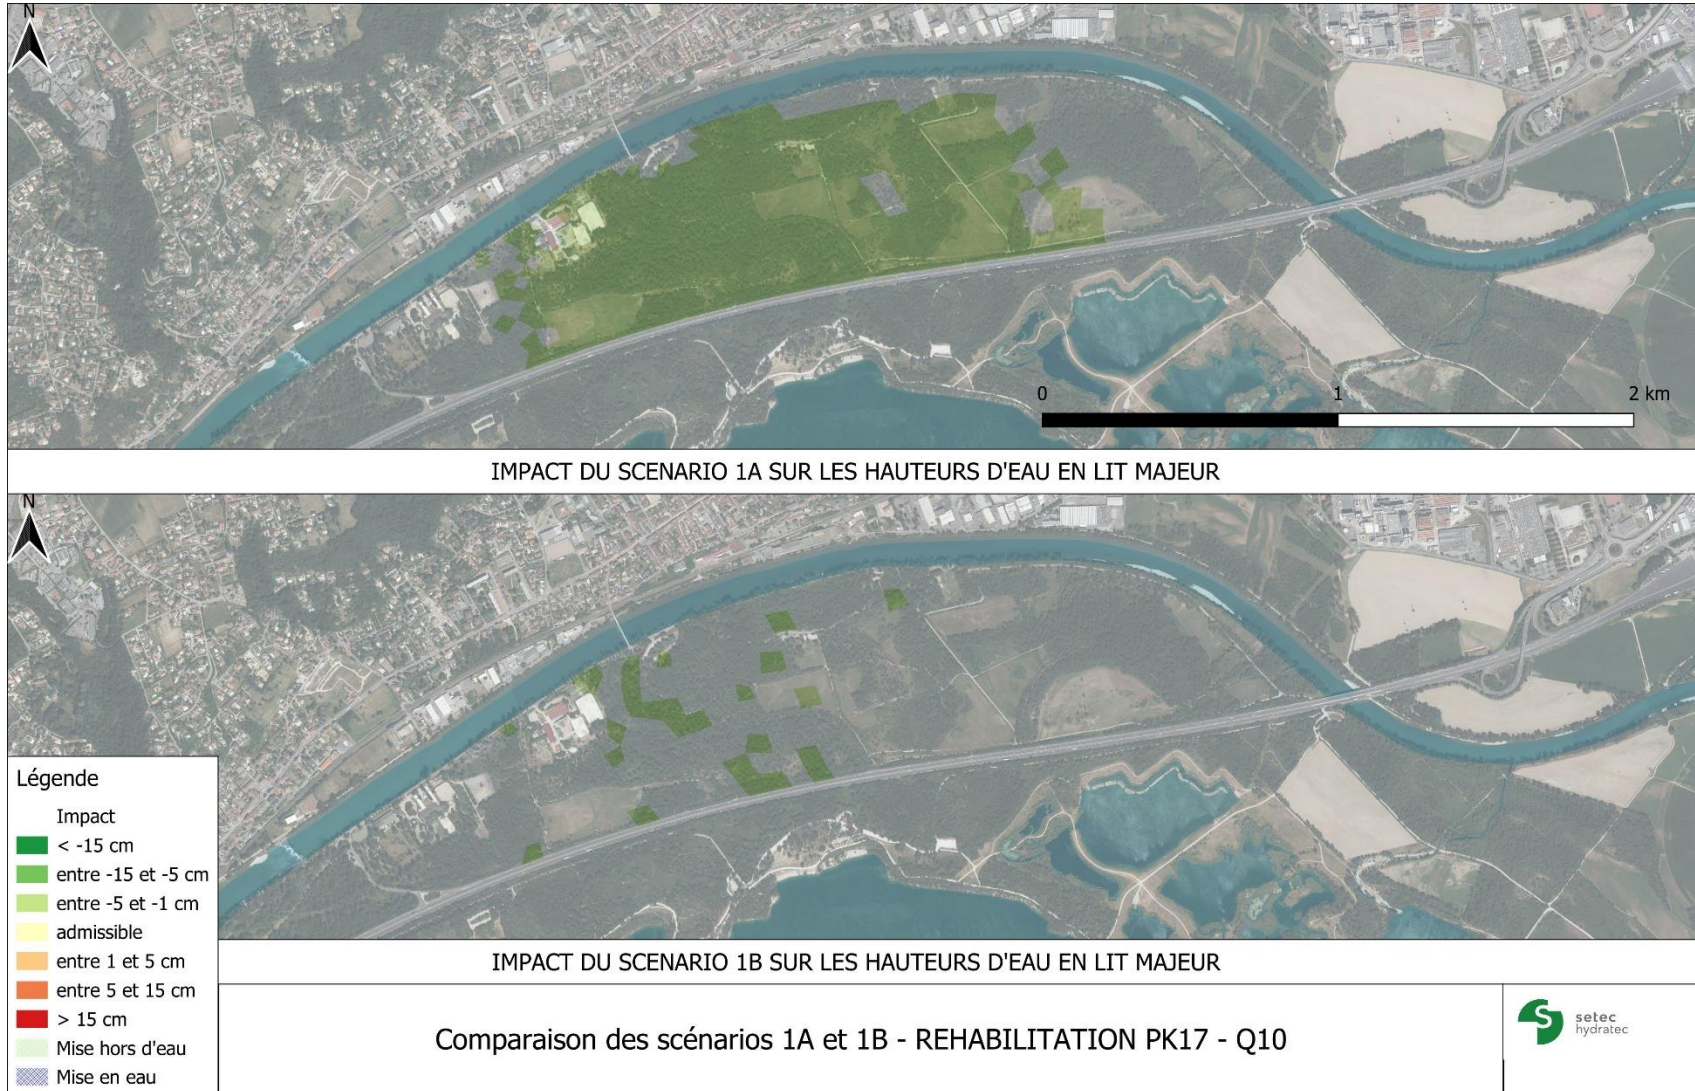 N
0 1 2 km
IMPACT DU SCENARIO 1A SUR LES HAUTEURS D'EAU EN LIT MAJEUR
N
Légende
Impact
< -15 cm
entre -15 et -5 cm
entre -5 et -1 cm
admissible
entre 1 et 5 cm
entre 5 et 15 cm
> 15 cm
Mise hors d'eau
Mise en eau
IMPACT DU SCENARIO 1B SUR LES HAUTEURS D'EAU EN LIT MAJEUR
Comparaison des scénarios 1A et 1B - REHABILITATION PK17 - Q10
S
setec
hydratec